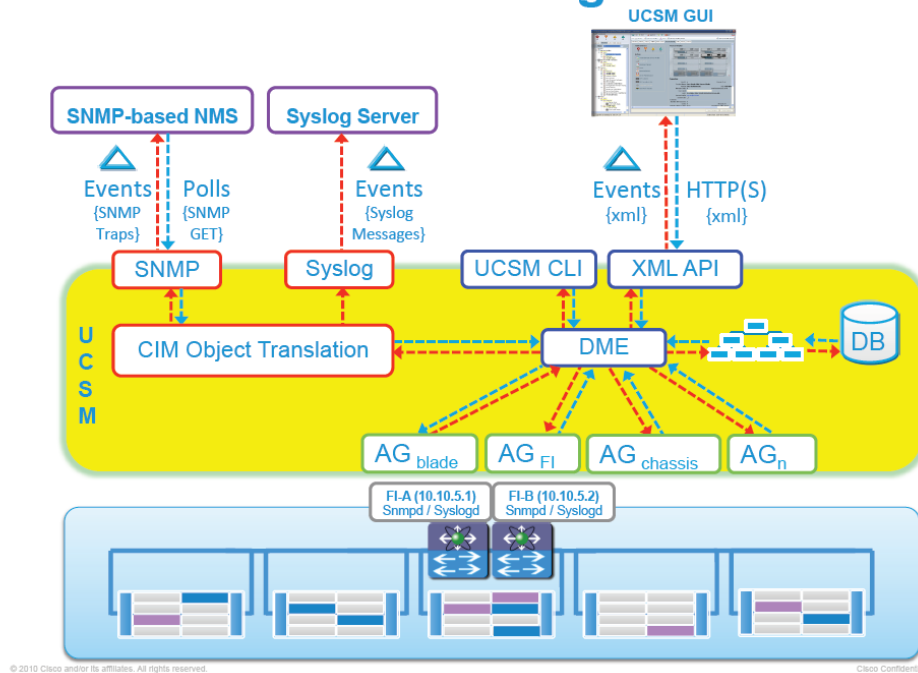 UCSM GUI
SNMP-based NMS
Syslog Server
Events
{SNMP
Traps}
Polls
{SNMP
GET}
Events
{Syslog
Messages}
Events
{xml}
HTTP(S)
{xml}
SNMP
Syslog
UCSM CLI
XML API
UCSM
CIM Object Translation
DME
DB
AG blade
AG FI
AG chassis
AGn
FI-A (10.10.5.1)
Snmpd / Syslogd
FI-B (10.10.5.2)
Snmpd / Syslogd
© 2010 Cisco and/or its affiliates. All rights reserved.